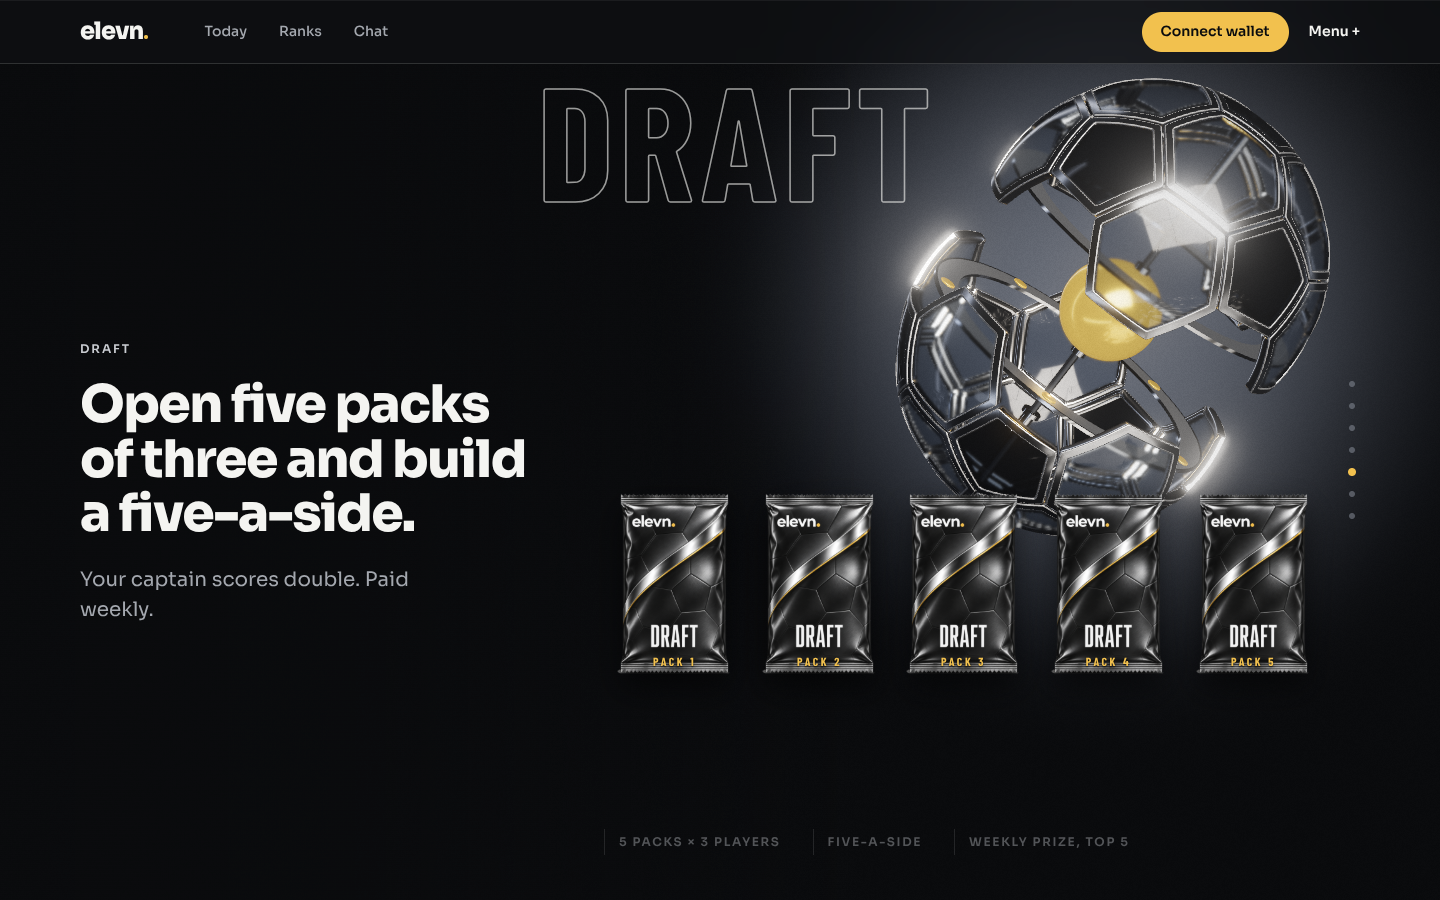 elevn.
Today
Ranks
Chat
Connect wallet
Menu +
DRAFT
DRAFT
Open five packs
of three and build
a five-a-side.
Your captain scores double. Paid
weekly.
elevn.
DRAFT
PACK 1
elevn.
DRAFT
PACK 2
elevn.
DRAFT
PACK 3
elevn.
DRAFT
PACK 4
elevn.
DRAFT
PACK 5
5 PACKS × 3 PLAYERS
FIVE-A-SIDE
WEEKLY PRIZE, TOP 5